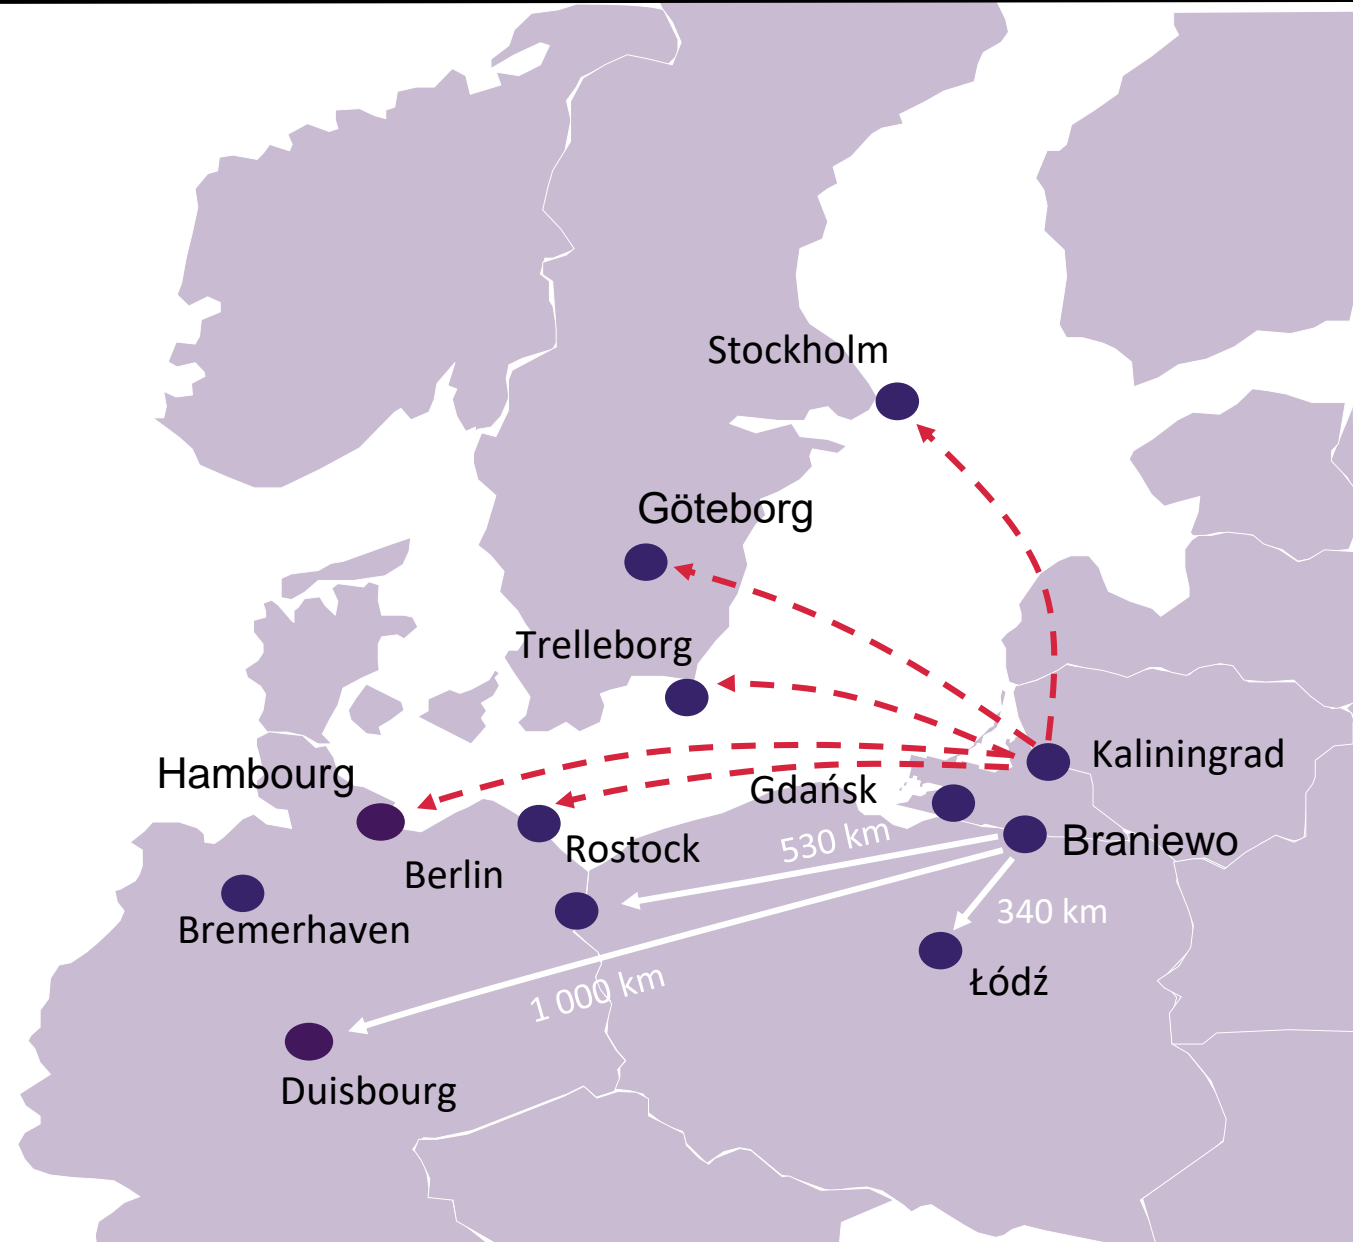 Stockholm
Göteborg
Trelleborg
Kaliningrad
Hambourg
Gdańsk
530 km
Braniewo
Rostock
Berlin
340 km
Bremerhaven
Łódź
1 000 km
Duisbourg